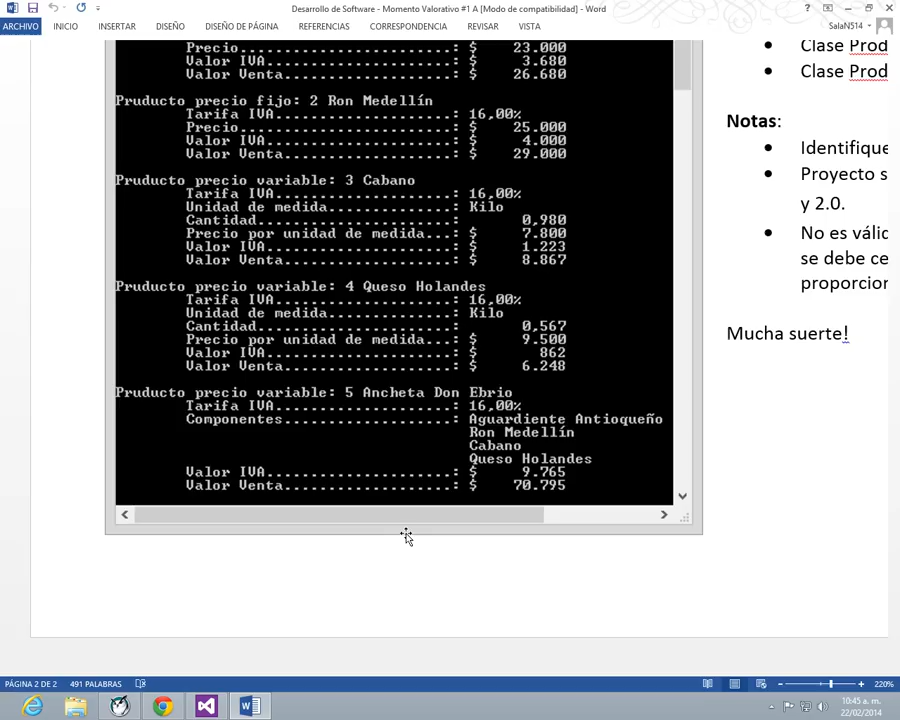 Desarrollo de Software - Momento Valorativo #1 A [Modo de compatibilidad] - Word
ARCHIVO INICIO INSERTAR DISEÑO DISEÑO DE PÁGINA REFERENCIAS CORRESPONDENCIA REVISAR VISTA SalaN514
Precio..........................: $ 23.000
Valor IVA.......................: $ 3.680
Valor Venta.....................: $ 26.680
Pruducto precio fijo: 2 Ron Medellín
Tarifa IVA......................: 16,00%
Precio..........................: $ 25.000
Valor IVA.......................: $ 4.000
Valor Venta.....................: $ 29.000
Pruducto precio variable: 3 Cabano
Tarifa IVA......................: 16,00%
Unidad de medida................: Kilo
Cantidad........................: 0,980
Precio por unidad de medida...: $ 7.800
Valor IVA.......................: $ 1.223
Valor Venta.....................: $ 8.867
Pruducto precio variable: 4 Queso Holandes
Tarifa IVA......................: 16,00%
Unidad de medida................: Kilo
Cantidad........................: 0,567
Precio por unidad de medida...: $ 9.500
Valor IVA.......................: $ 862
Valor Venta.....................: $ 6.248
Pruducto precio variable: 5 Ancheta Don Ebrio
Tarifa IVA......................: 16,00%
Componentes.....................: Aguardiente Antioqueño
Ron Medellín
Cabano
Queso Holandes
Valor IVA.......................: $ 9.765
Valor Venta.....................: $ 70.795
Clase Prod
Clase Prod
Notas:
Identifique
Proyecto s
y 2.0.
No es válid
se debe ce
proporcior
Mucha suerte!
PÁGINA 2 DE 2 491 PALABRAS 220%
10:45 a. m.
22/02/2014